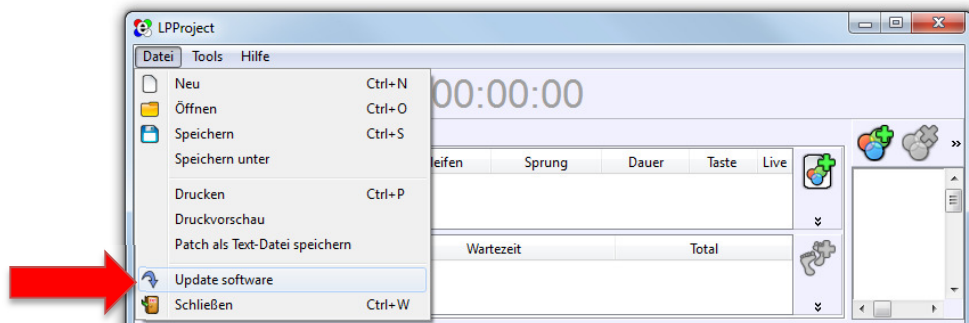 LPProject
Datei Tools Hilfe
00:00:00
Neu Ctrl+N
Öffnen Ctrl+O
Speichern Ctrl+S
Speichern unter
Drucken Ctrl+P
Druckvorschau
Patch als Text-Datei speichern
Update software
Schließen Ctrl+W
Sprung Dauer Taste Live
Wartezeit Total